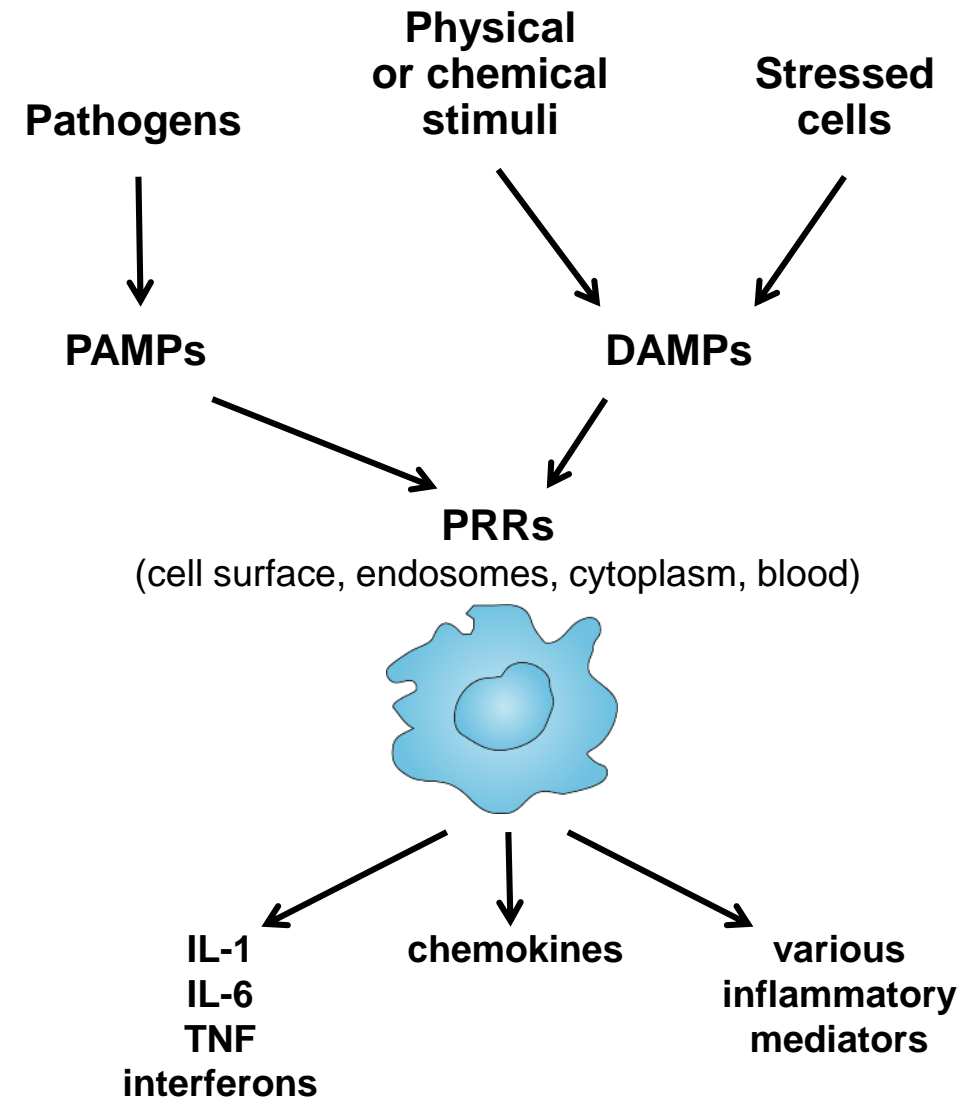 Pathogens
Physical
or chemical
stimuli
Stressed
cells
PAMPs
DAMPs
PRRs
(cell surface, endosomes, cytoplasm, blood)
IL-1
IL-6
TNF
interferons
chemokines
various
inflammatory
mediators